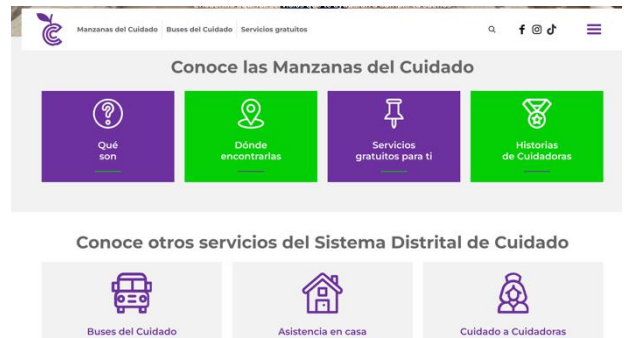 Manzanas del Cuidado Buses del Cuidado Servicios gratuitos
Conoce las Manzanas del Cuidado
Qué
son
Dónde
encontrarlas
Servicios
gratuitos para ti
Historias
de Cuidadoras
Conoce otros servicios del Sistema Distrital de Cuidado
Buses del Cuidado
Asistencia en casa
Cuidado a Cuidadoras